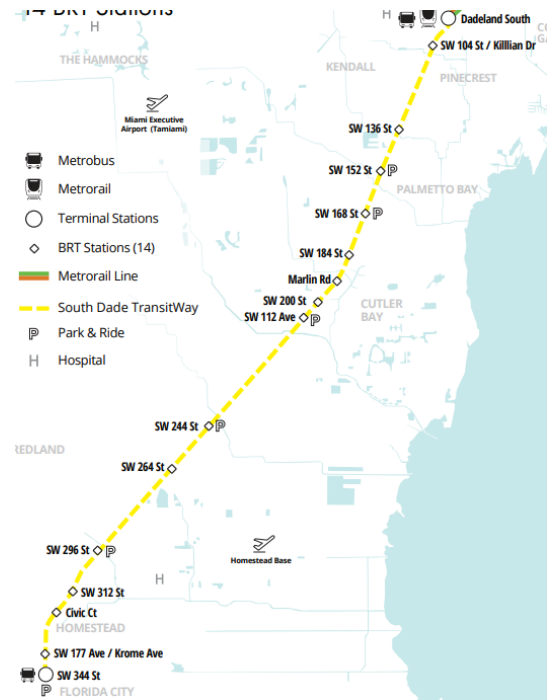 14 BRT Stations
H
Dadeland South
SW 104 St / Killlian Dr
THE HAMMOCKS
KENDALL
PINECREST
Miami Executive
Airport (Tamiami)
SW 136 St
Metrobus
SW 152 St
P
Metrorail
PALMETTO BAY
Terminal Stations
SW 168 St
P
BRT Stations (14)
SW 184 St
Metrorail Line
Marlin Rd
SW 200 St
CUTLER
BAY
South Dade TransitWay
SW 112 Ave
P
P
Park & Ride
H
Hospital
SW 244 St
P
REDLAND
SW 264 St
SW 296 St
P
Homestead Base
H
SW 312 St
Civic Ct
HOMESTEAD
SW 177 Ave / Krome Ave
SW 344 St
P
FLORIDA CITY
H